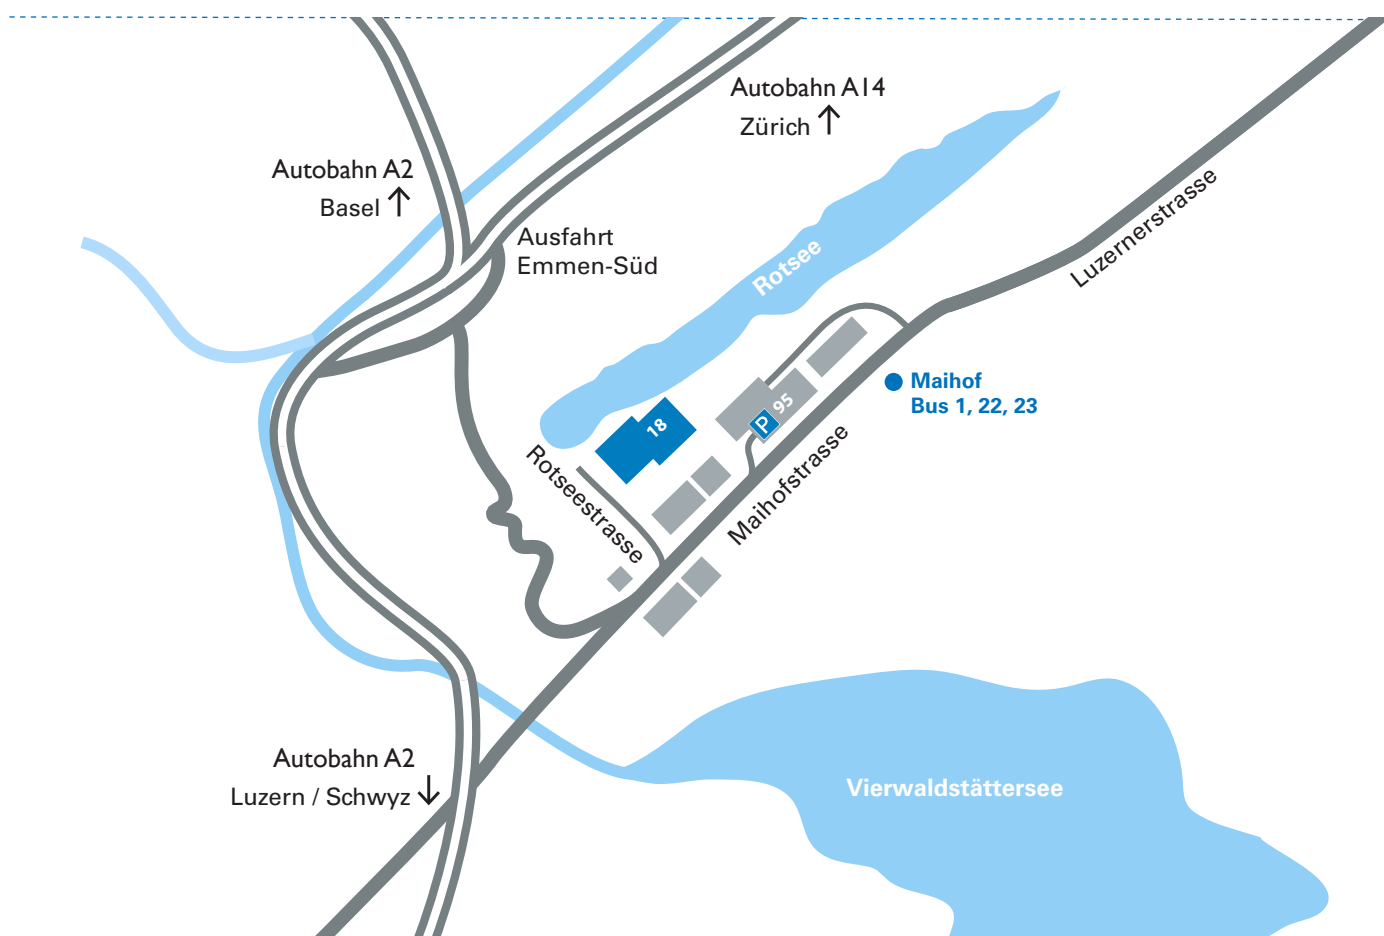 Autobahn A14
Zürich
Autobahn A2
Basel
Ausfahrt
Emmen-Süd
Rotsee
Luzernerstrasse
Maihof
Bus 1, 22, 23
95
P
18
Rotseestrasse
Maihofstrasse
Autobahn A2
Luzern / Schwyz
Vierwaldstättersee